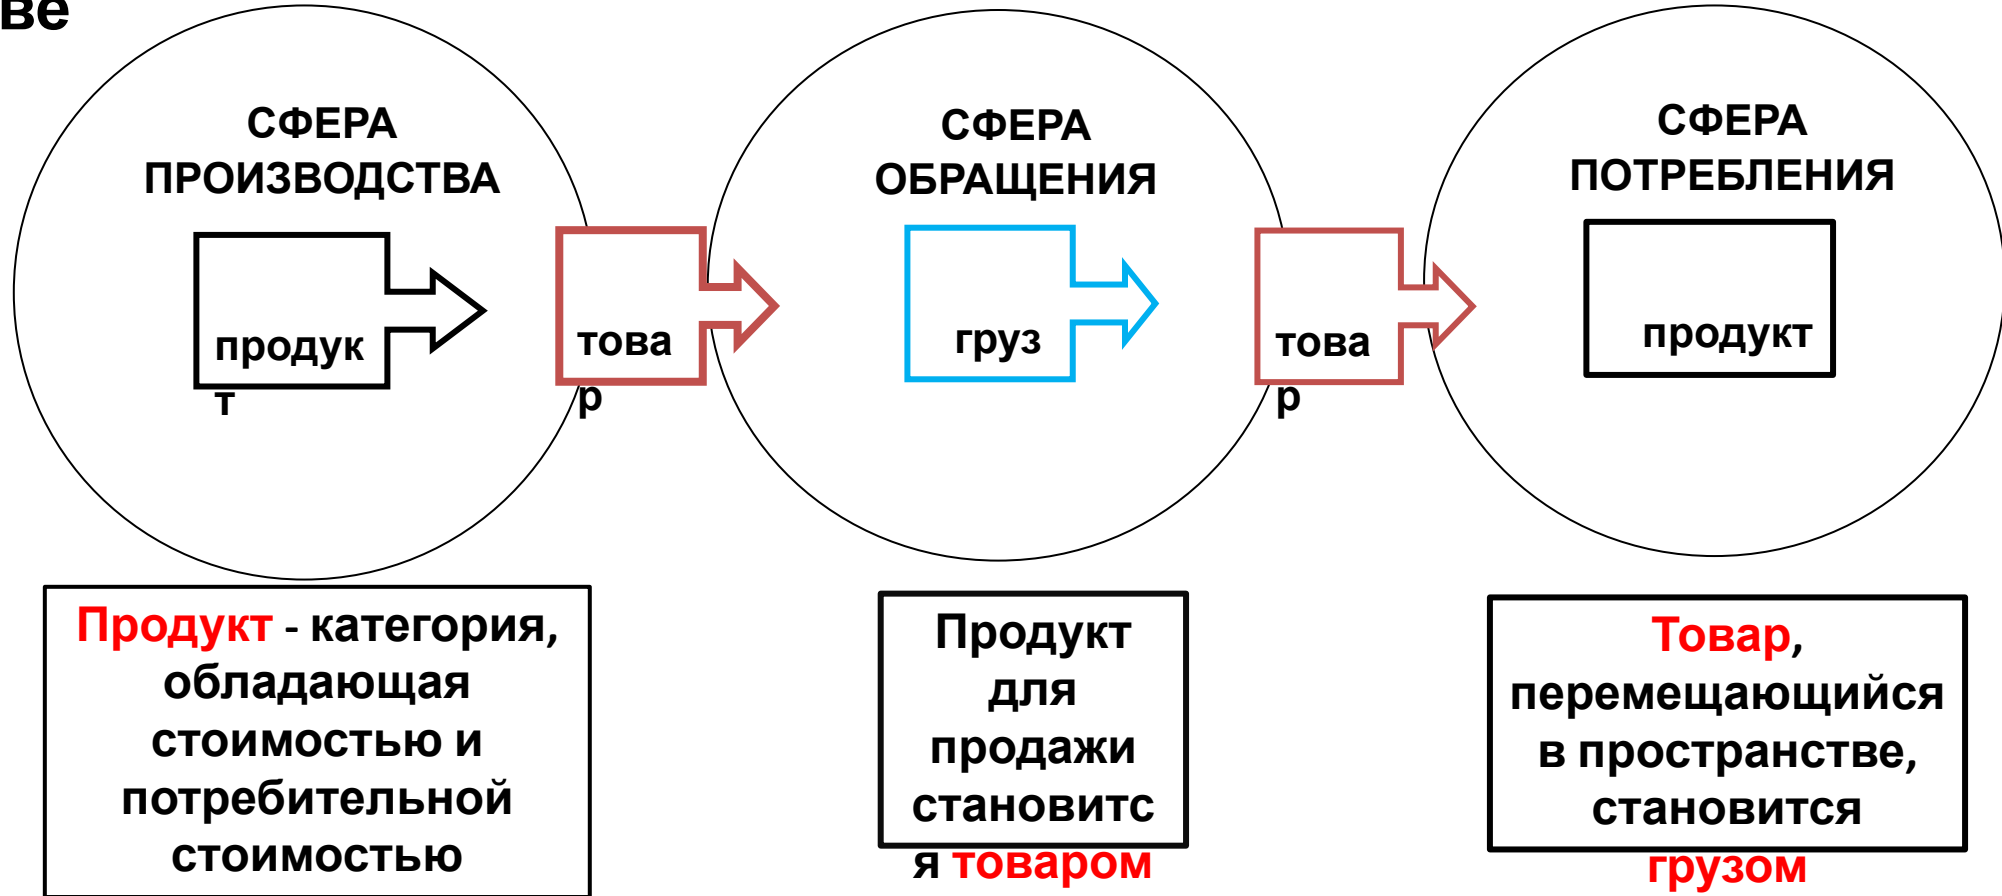 ве
СФЕРА
ПРОИЗВОДСТВА
продук
т
това
р
СФЕРА
ОБРАЩЕНИЯ
груз
това
р
СФЕРА
ПОТРЕБЛЕНИЯ
продукт
Продукт - категория,
обладающая
стоимостью и
потребительной
стоимостью
Продукт
для
продажи
становитс
я товаром
Товар,
перемещающийся
в пространстве,
становится
грузом